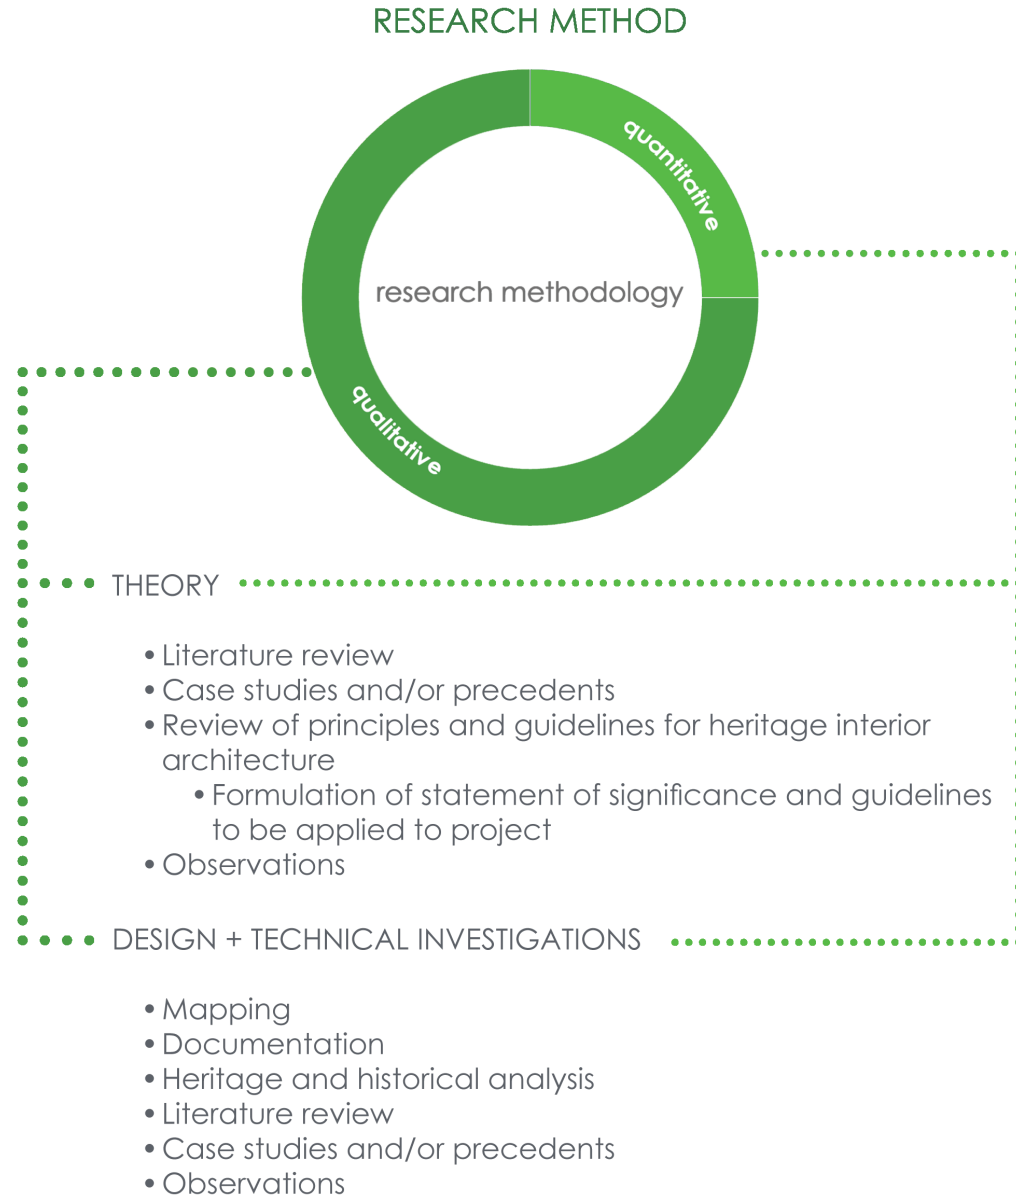 RESEARCH METHOD
quantitative
research methodology
qualitative
THEORY
• Literature review
• Case studies and/or precedents
• Review of principles and guidelines for heritage interior
architecture
• Formulation of statement of significance and guidelines
to be applied to project
• Observations
DESIGN + TECHNICAL INVESTIGATIONS
• Mapping
• Documentation
• Heritage and historical analysis
• Literature review
• Case studies and/or precedents
• Observations